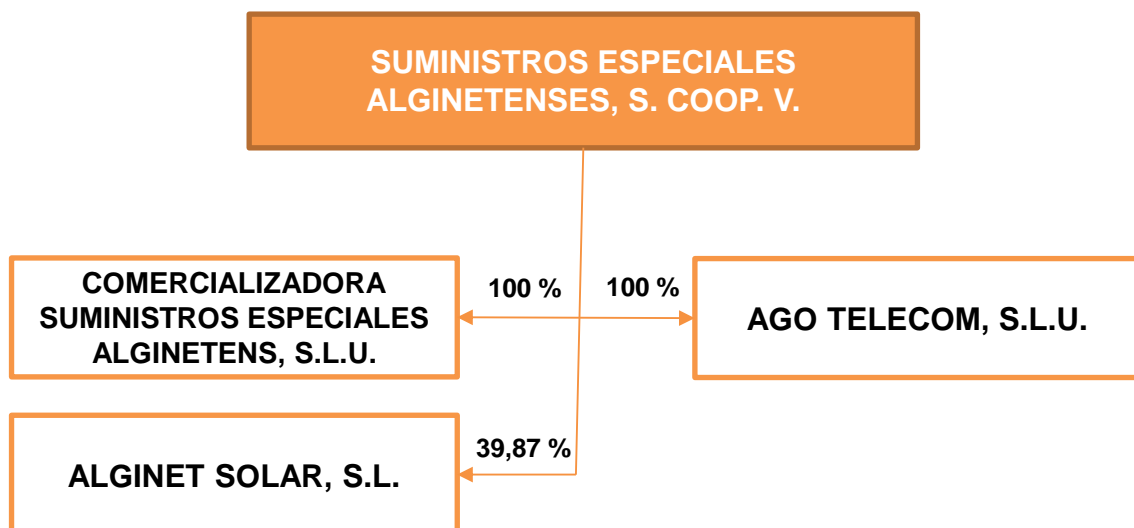 SUMINISTROS ESPECIALES
ALGINETENSES, S. COOP. V.
COMERCIALIZADORA
SUMINISTROS ESPECIALES
ALGINETENS, S.L.U.
100 %
100 %
AGO TELECOM, S.L.U.
ALGINET SOLAR, S.L.
39,87 %